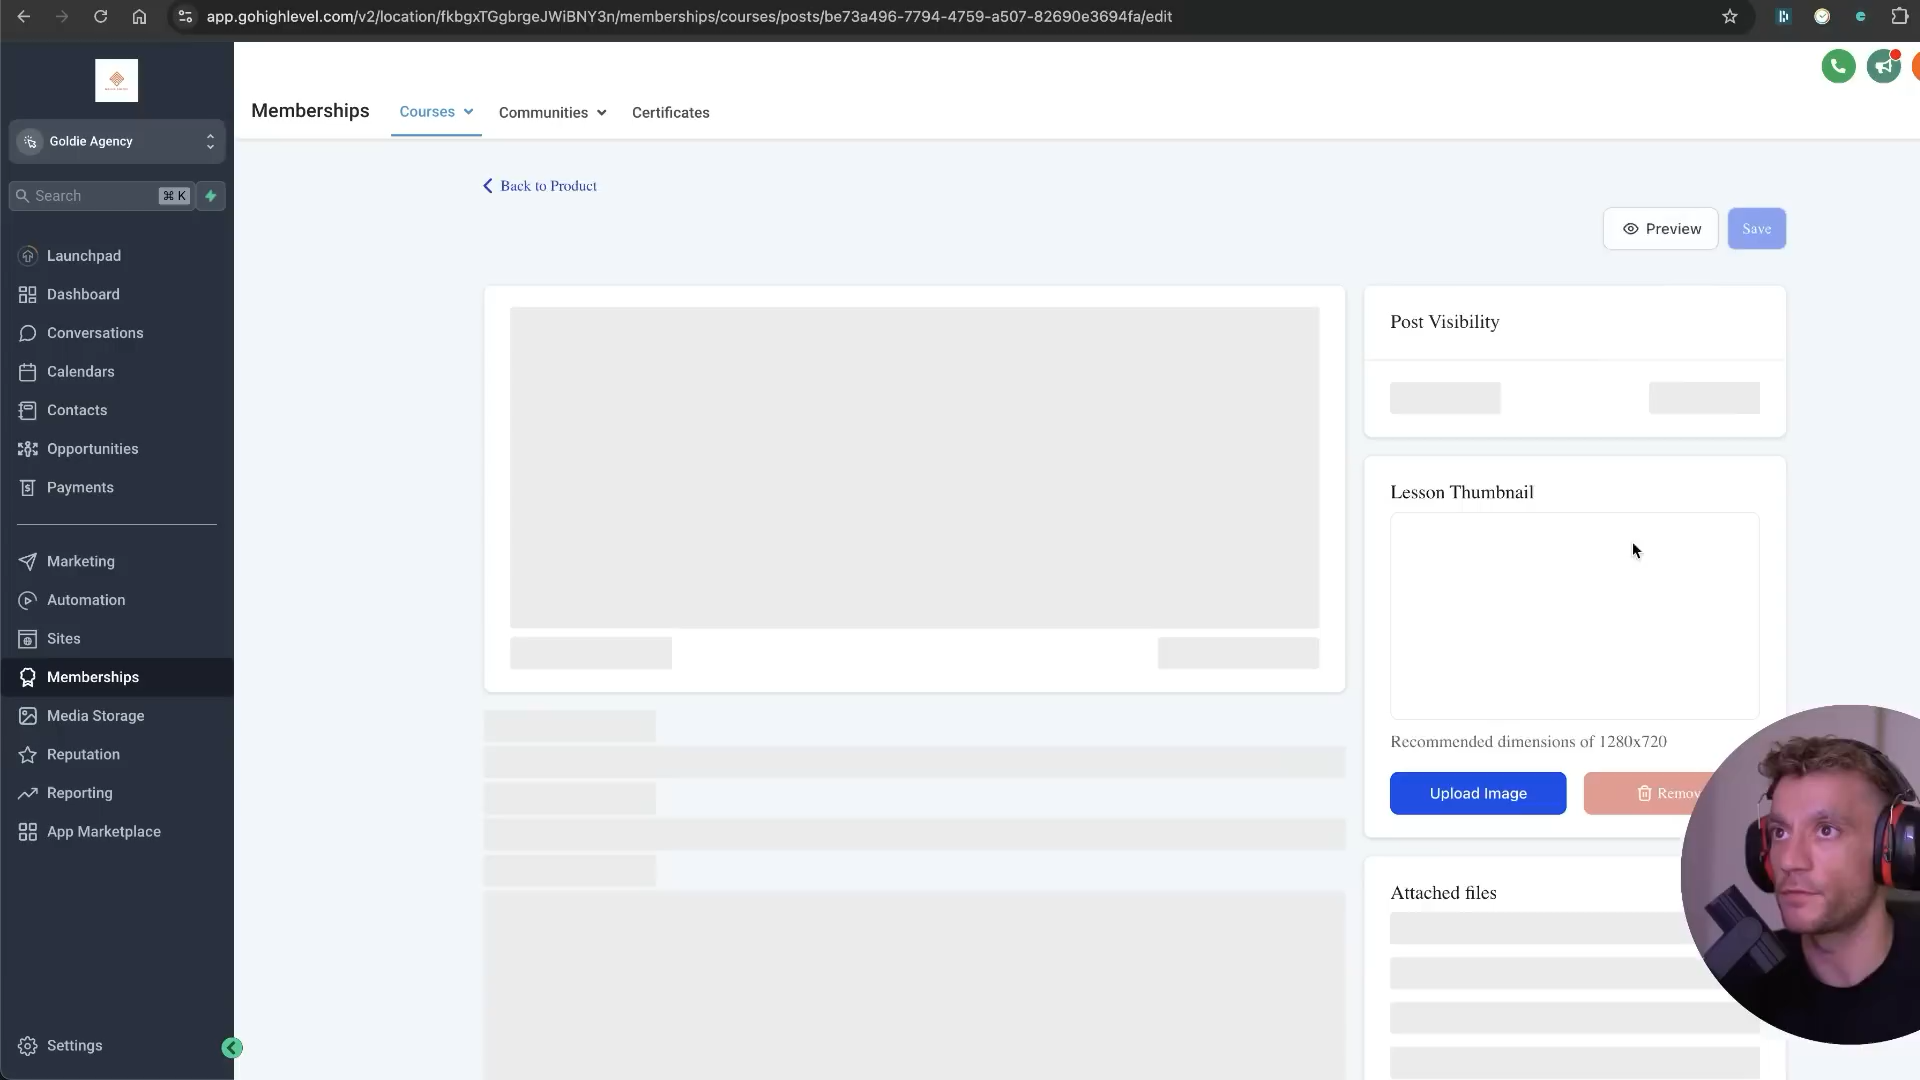 app.gohighlevel.com/v2/location/fkbgxTGgbrgeJWiBNY3n/memberships/courses/posts/be73a496-7794-4759-a507-82690e3694fa/edit
Goldie Agency
Search ⌘ K
Launchpad
Dashboard
Conversations
Calendars
Contacts
Opportunities
Payments
Marketing
Automation
Sites
Memberships
Media Storage
Reputation
Reporting
App Marketplace
Settings
Memberships Courses Communities Certificates
Back to Product
Preview Save
Post Visibility
Lesson Thumbnail
Recommended dimensions of 1280x720
Upload Image Remov
Attached files